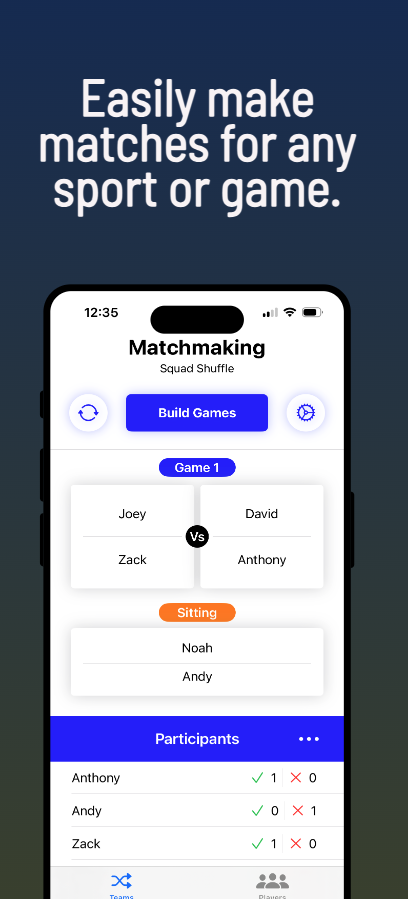 Easily make
matches for any
sport or game.
12:35
Matchmaking
Squad Shuffle
Build Games
Game 1
Joey
David
Vs
Zack
Anthony
Sitting
Noah
Andy
Participants
Anthony 1 0
Andy 0 1
Zack 1 0
Teams
Players